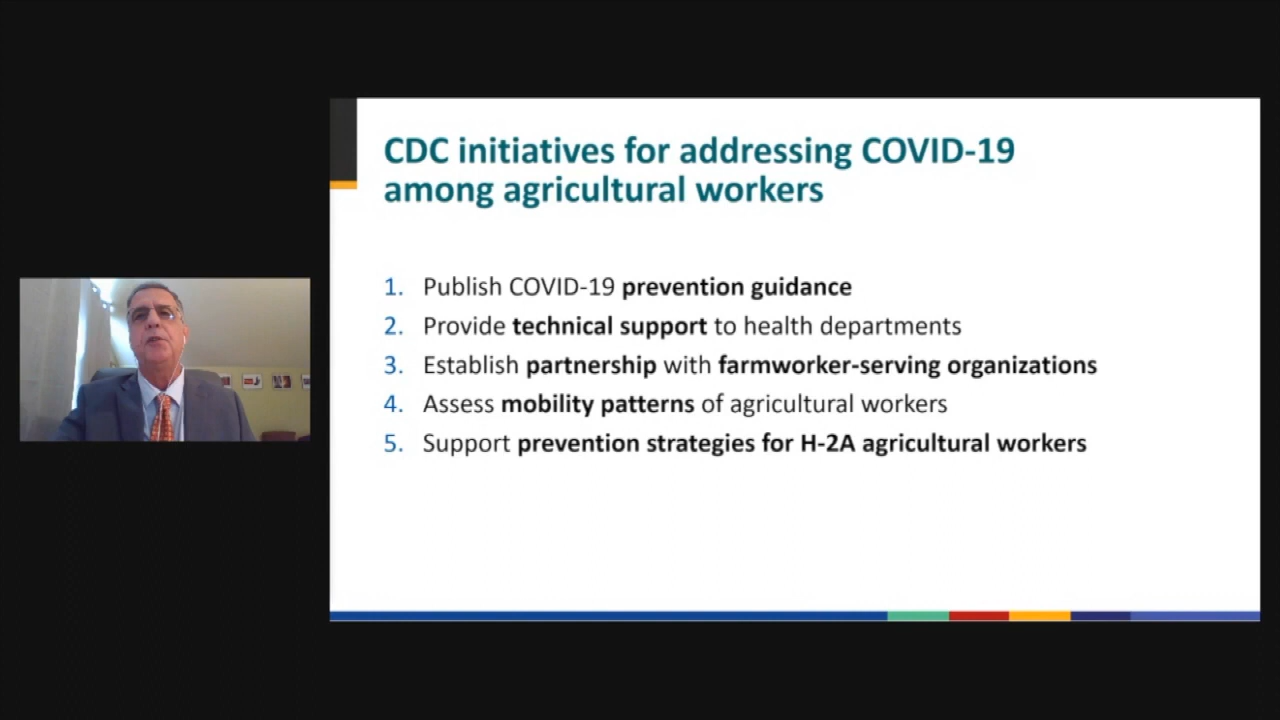 CDC initiatives for addressing COVID-19
among agricultural workers
1. Publish COVID-19 prevention guidance
2. Provide technical support to health departments
3. Establish partnership with farmworker-serving organizations
4. Assess mobility patterns of agricultural workers
5. Support prevention strategies for H-2A agricultural workers